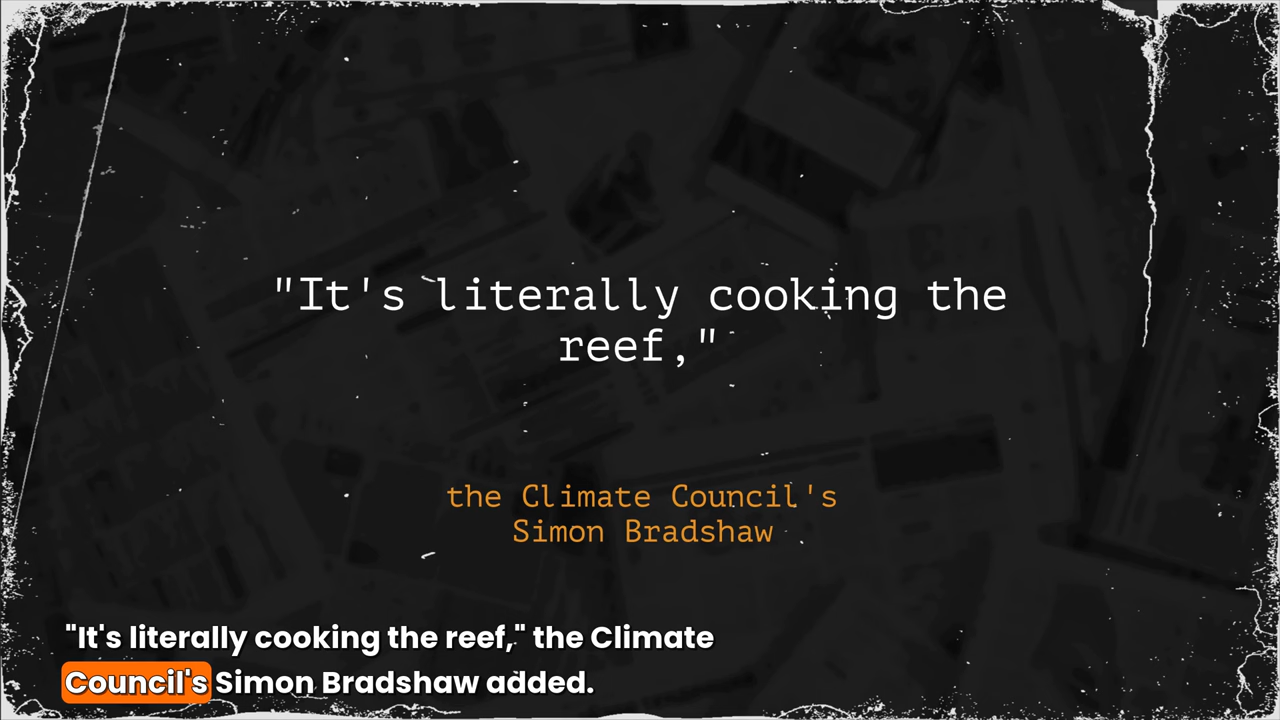 "It's literally cooking the
reef,"
the Climate Council's
Simon Bradshaw
"It's literally cooking the reef," the Climate
Council's Simon Bradshaw added.